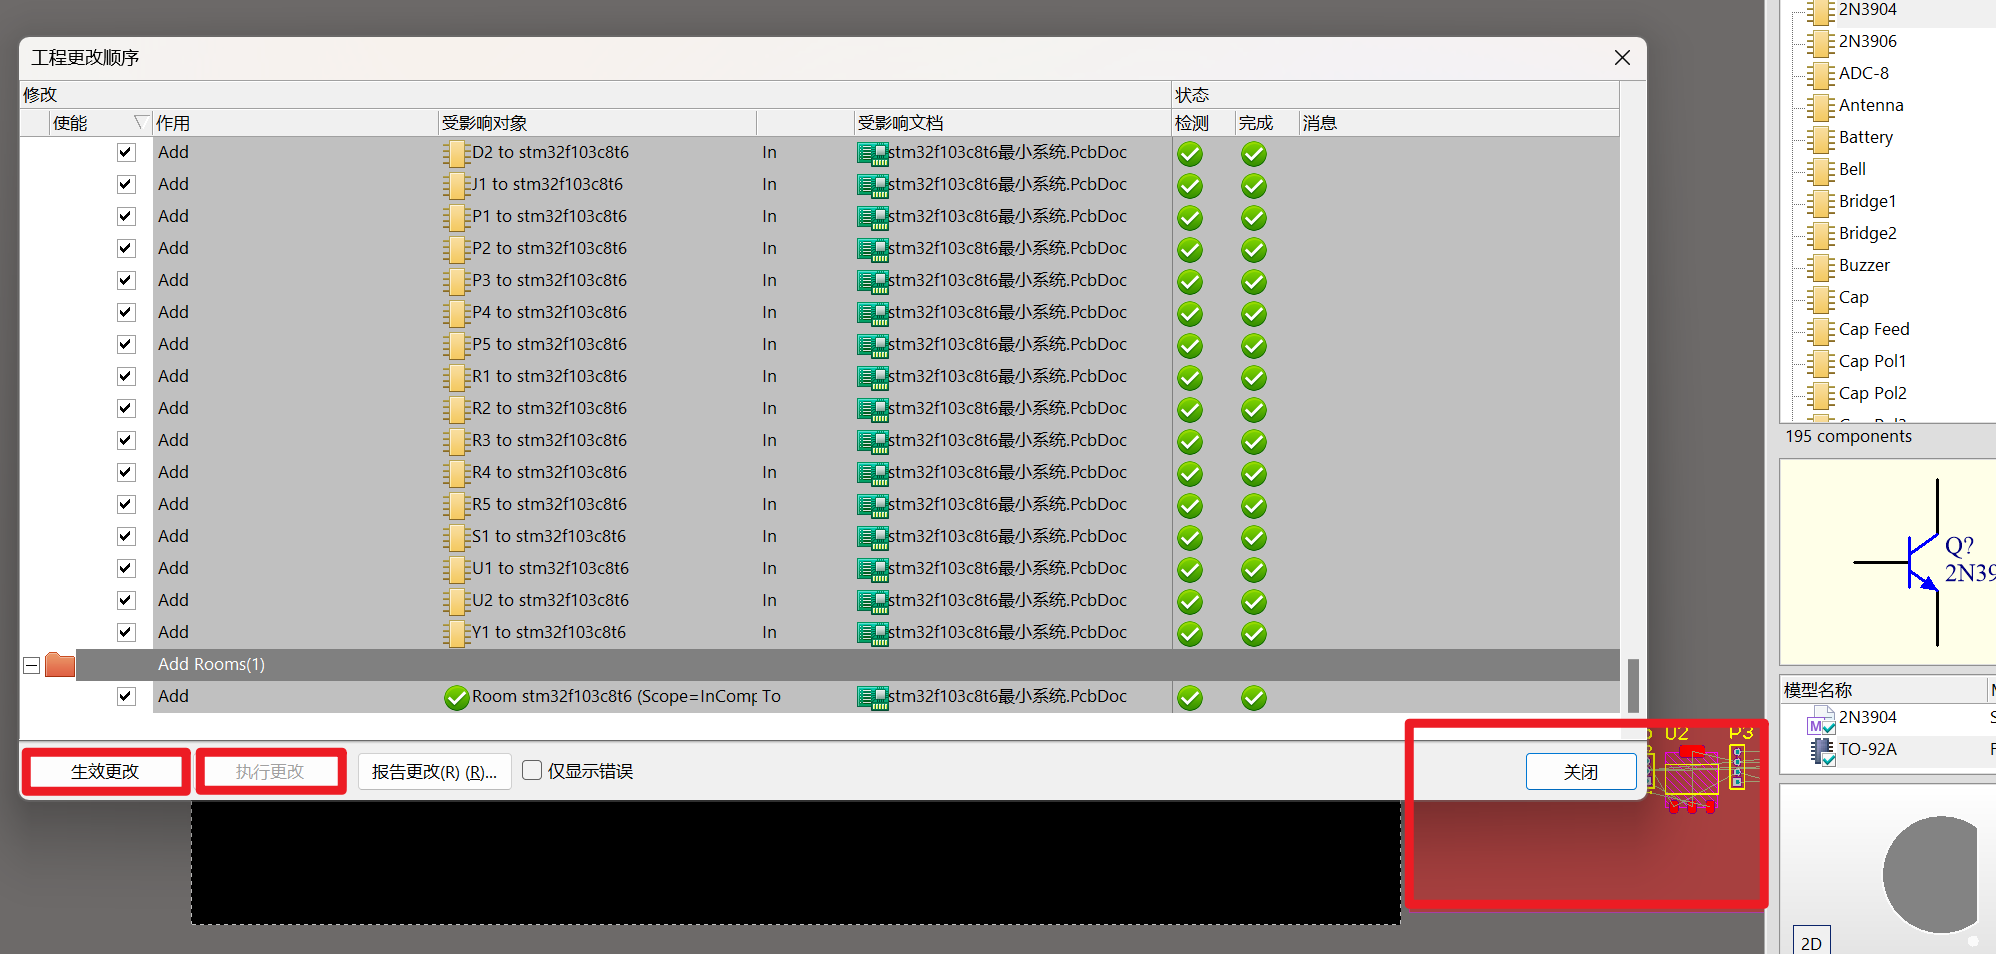 工程更改顺序
修改
状态
使能 作用 受影响对象 受影响文档 检测 完成 消息
Add D2 to stm32f103c8t6 In stm32f103c8t6最小系统.PcbDoc
Add J1 to stm32f103c8t6 In stm32f103c8t6最小系统.PcbDoc
Add P1 to stm32f103c8t6 In stm32f103c8t6最小系统.PcbDoc
Add P2 to stm32f103c8t6 In stm32f103c8t6最小系统.PcbDoc
Add P3 to stm32f103c8t6 In stm32f103c8t6最小系统.PcbDoc
Add P4 to stm32f103c8t6 In stm32f103c8t6最小系统.PcbDoc
Add P5 to stm32f103c8t6 In stm32f103c8t6最小系统.PcbDoc
Add R1 to stm32f103c8t6 In stm32f103c8t6最小系统.PcbDoc
Add R2 to stm32f103c8t6 In stm32f103c8t6最小系统.PcbDoc
Add R3 to stm32f103c8t6 In stm32f103c8t6最小系统.PcbDoc
Add R4 to stm32f103c8t6 In stm32f103c8t6最小系统.PcbDoc
Add R5 to stm32f103c8t6 In stm32f103c8t6最小系统.PcbDoc
Add S1 to stm32f103c8t6 In stm32f103c8t6最小系统.PcbDoc
Add U1 to stm32f103c8t6 In stm32f103c8t6最小系统.PcbDoc
Add U2 to stm32f103c8t6 In stm32f103c8t6最小系统.PcbDoc
Add Y1 to stm32f103c8t6 In stm32f103c8t6最小系统.PcbDoc
Add Rooms(1)
Add Room stm32f103c8t6 (Scope=InComp To stm32f103c8t6最小系统.PcbDoc
生效更改 执行更改 报告更改(R) (R)... 仅显示错误 关闭
U2 P3
2N3904
2N3906
ADC-8
Antenna
Battery
Bell
Bridge1
Bridge2
Buzzer
Cap
Cap Feed
Cap Pol1
Cap Pol2
195 components
Q?
2N39
模型名称
2N3904
TO-92A
2D